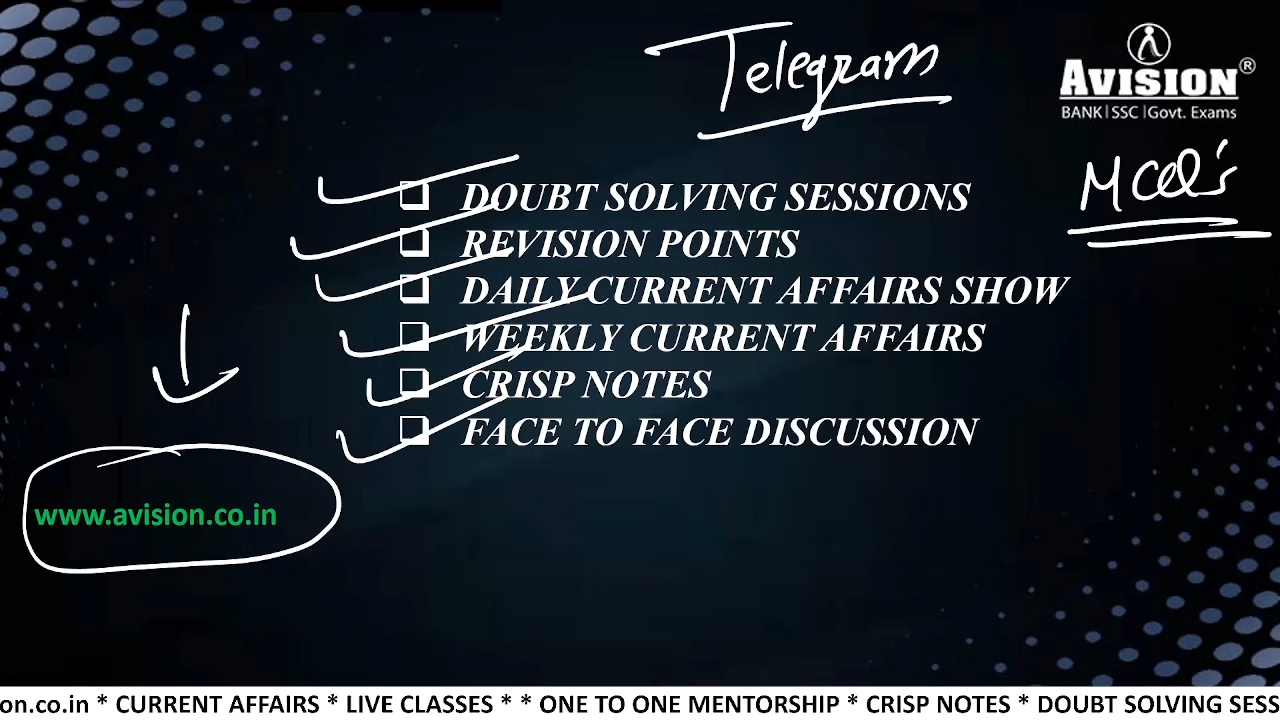 Telegram
AVISION®
BANK|SSC|Govt. Exams
MCQ's
DOUBT SOLVING SESSIONS
REVISION POINTS
DAILY CURRENT AFFAIRS SHOW
WEEKLY CURRENT AFFAIRS
CRISP NOTES
FACE TO FACE DISCUSSION
www.avision.co.in
on.co.in * CURRENT AFFAIRS * LIVE CLASSES * * ONE TO ONE MENTORSHIP * CRISP NOTES * DOUBT SOLVING SESS